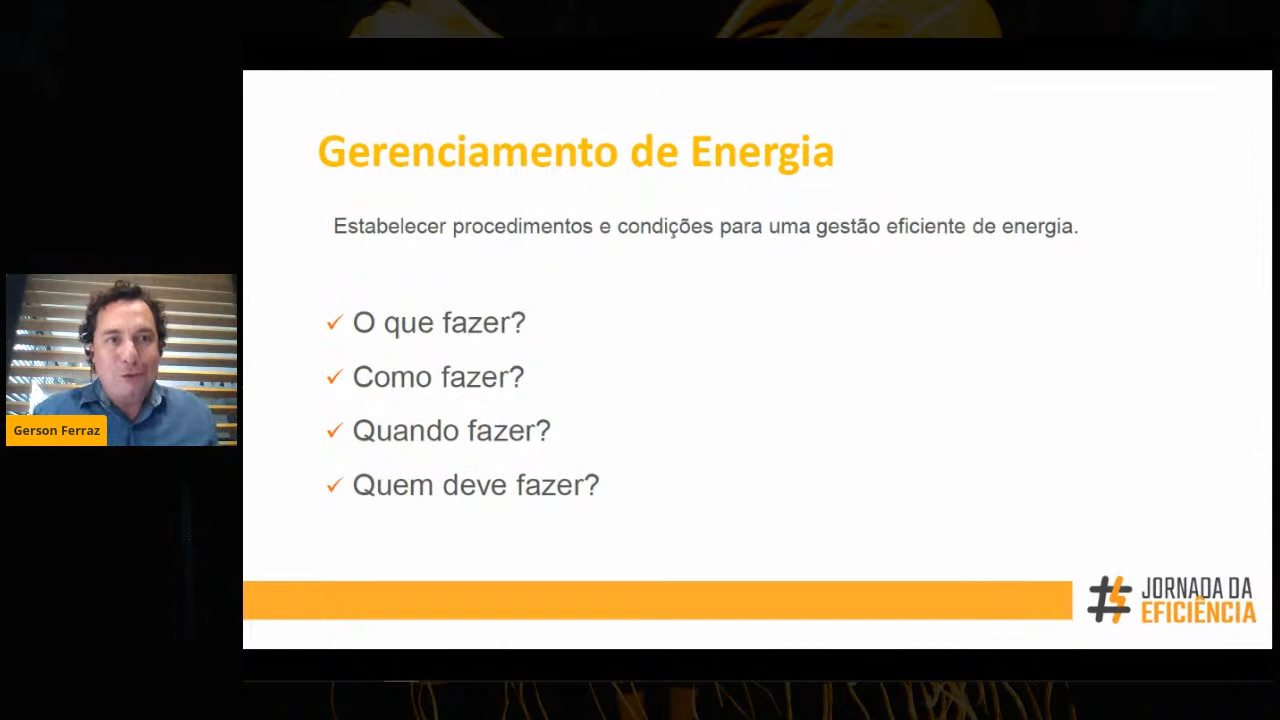 Gerenciamento de Energia
Estabelecer procedimentos e condições para uma gestão eficiente de energia.
O que fazer?
Como fazer?
Quando fazer?
Quem deve fazer?
Gerson Ferraz
JORNADA DA
EFICIÊNCIA